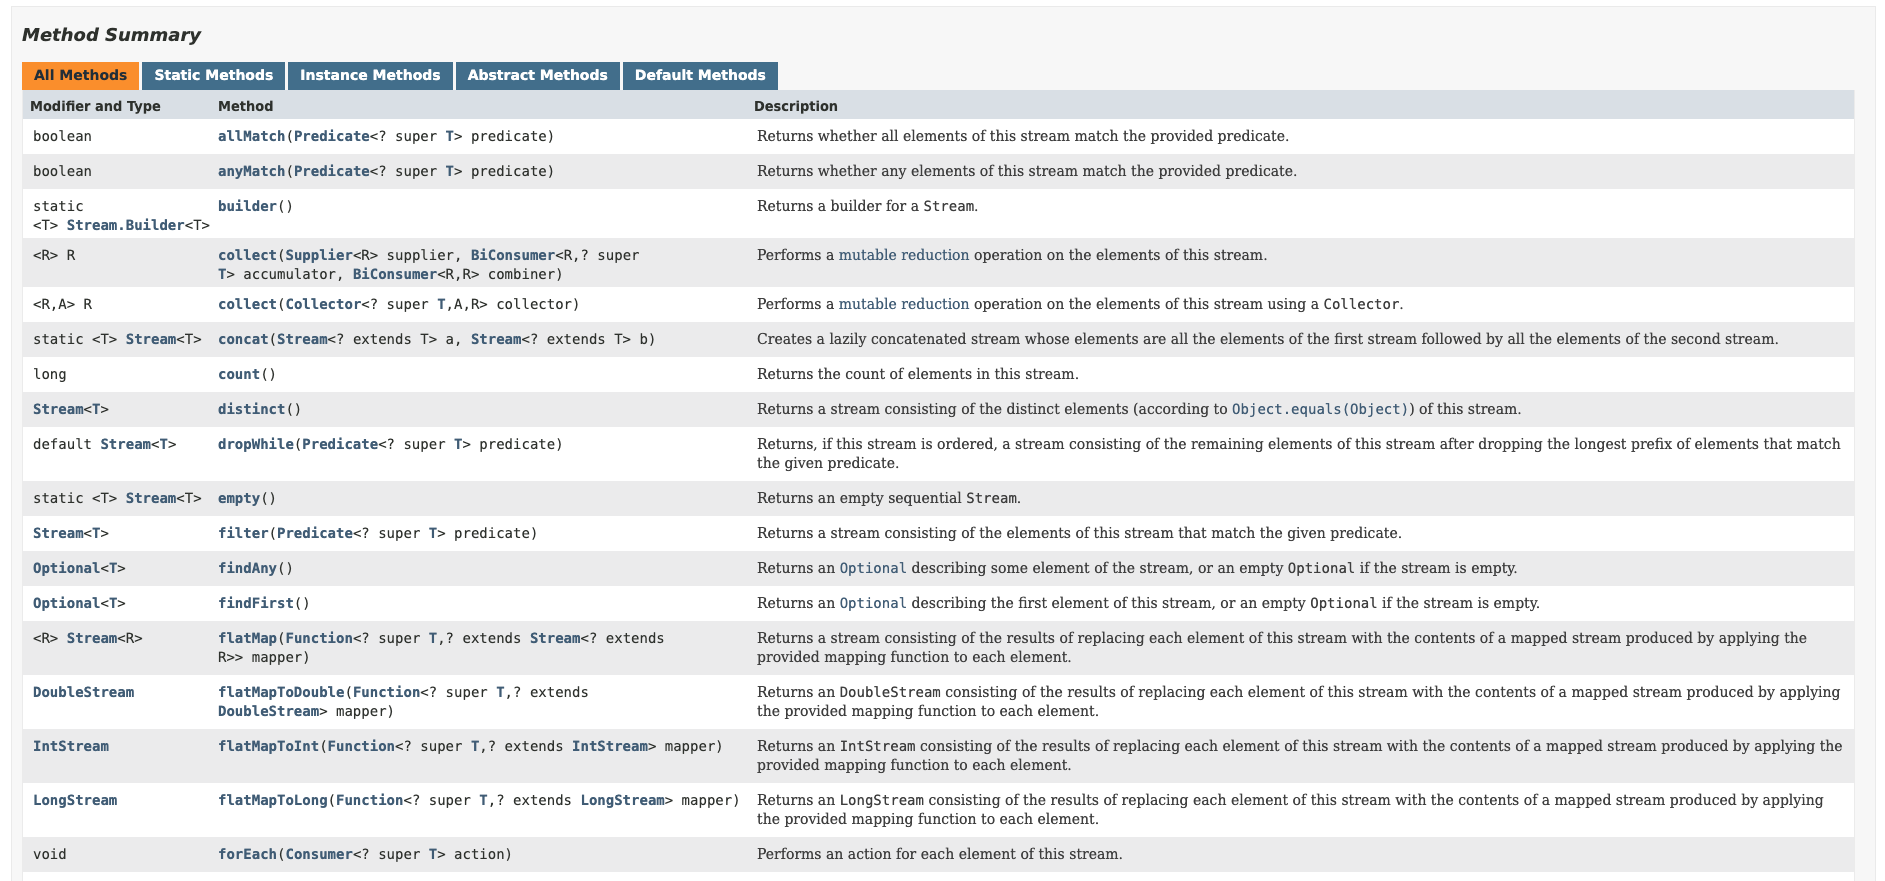 Method Summary
All Methods Static Methods Instance Methods Abstract Methods Default Methods
Modifier and Type Method Description
boolean allMatch(Predicate<? super T> predicate) Returns whether all elements of this stream match the provided predicate.
boolean anyMatch(Predicate<? super T> predicate) Returns whether any elements of this stream match the provided predicate.
static builder() Returns a builder for a Stream.
<T> Stream.Builder<T>
<R> R collect(Supplier<R> supplier, BiConsumer<R,? super Performs a mutable reduction operation on the elements of this stream.
T> accumulator, BiConsumer<R,R> combiner)
<R,A> R collect(Collector<? super T,A,R> collector) Performs a mutable reduction operation on the elements of this stream using a Collector.
static <T> Stream<T> concat(Stream<? extends T> a, Stream<? extends T> b) Creates a lazily concatenated stream whose elements are all the elements of the first stream followed by all the elements of the second stream.
long count() Returns the count of elements in this stream.
Stream<T> distinct() Returns a stream consisting of the distinct elements (according to Object.equals(Object)) of this stream.
default Stream<T> dropWhile(Predicate<? super T> predicate) Returns, if this stream is ordered, a stream consisting of the remaining elements of this stream after dropping the longest prefix of elements that match
the given predicate.
static <T> Stream<T> empty() Returns an empty sequential Stream.
Stream<T> filter(Predicate<? super T> predicate) Returns a stream consisting of the elements of this stream that match the given predicate.
Optional<T> findAny() Returns an Optional describing some element of the stream, or an empty Optional if the stream is empty.
Optional<T> findFirst() Returns an Optional describing the first element of this stream, or an empty Optional if the stream is empty.
<R> Stream<R> flatMap(Function<? super T,? extends Stream<? extends Returns a stream consisting of the results of replacing each element of this stream with the contents of a mapped stream produced by applying the
R>> mapper) provided mapping function to each element.
DoubleStream flatMapToDouble(Function<? super T,? extends Returns an DoubleStream consisting of the results of replacing each element of this stream with the contents of a mapped stream produced by applying
DoubleStream> mapper) the provided mapping function to each element.
IntStream flatMapToInt(Function<? super T,? extends IntStream> mapper) Returns an IntStream consisting of the results of replacing each element of this stream with the contents of a mapped stream produced by applying the
provided mapping function to each element.
LongStream flatMapToLong(Function<? super T,? extends LongStream> mapper) Returns an LongStream consisting of the results of replacing each element of this stream with the contents of a mapped stream produced by applying
the provided mapping function to each element.
void forEach(Consumer<? super T> action) Performs an action for each element of this stream.